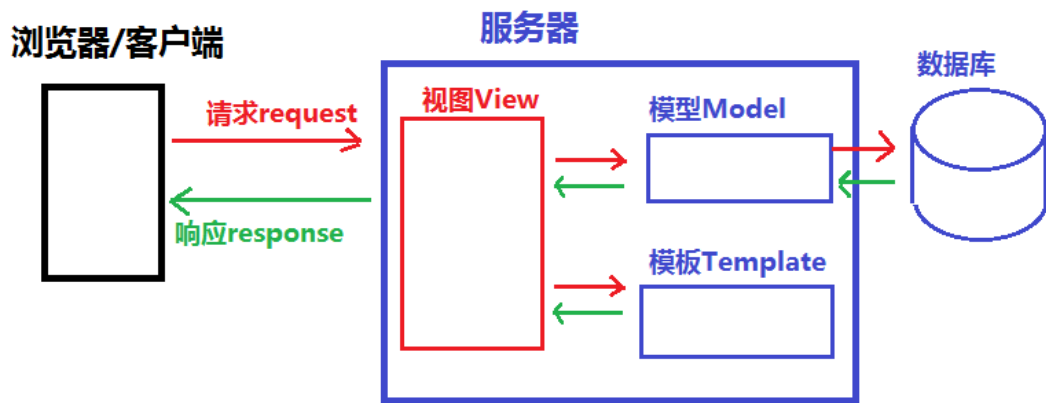 浏览器/客户端
服务器
数据库
请求request
视图View
模型Model
响应response
模板Template